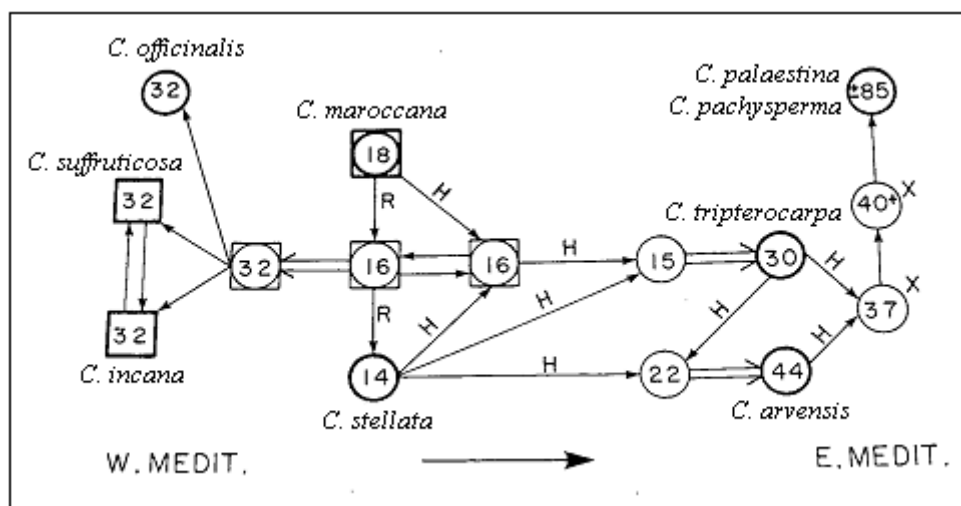 C. officinalis
32
C. palaestina
C. pachysperma
±85
C. maroccana
18
C. suffruticosa
32
R
H
C. tripterocarpa
40+
X
32
16
16
H
15
30
H
37
X
R
H
H
H
32
C. incana
14
H
22
44
H
C. stellata
C. arvensis
W. MEDIT.
E. MEDIT.